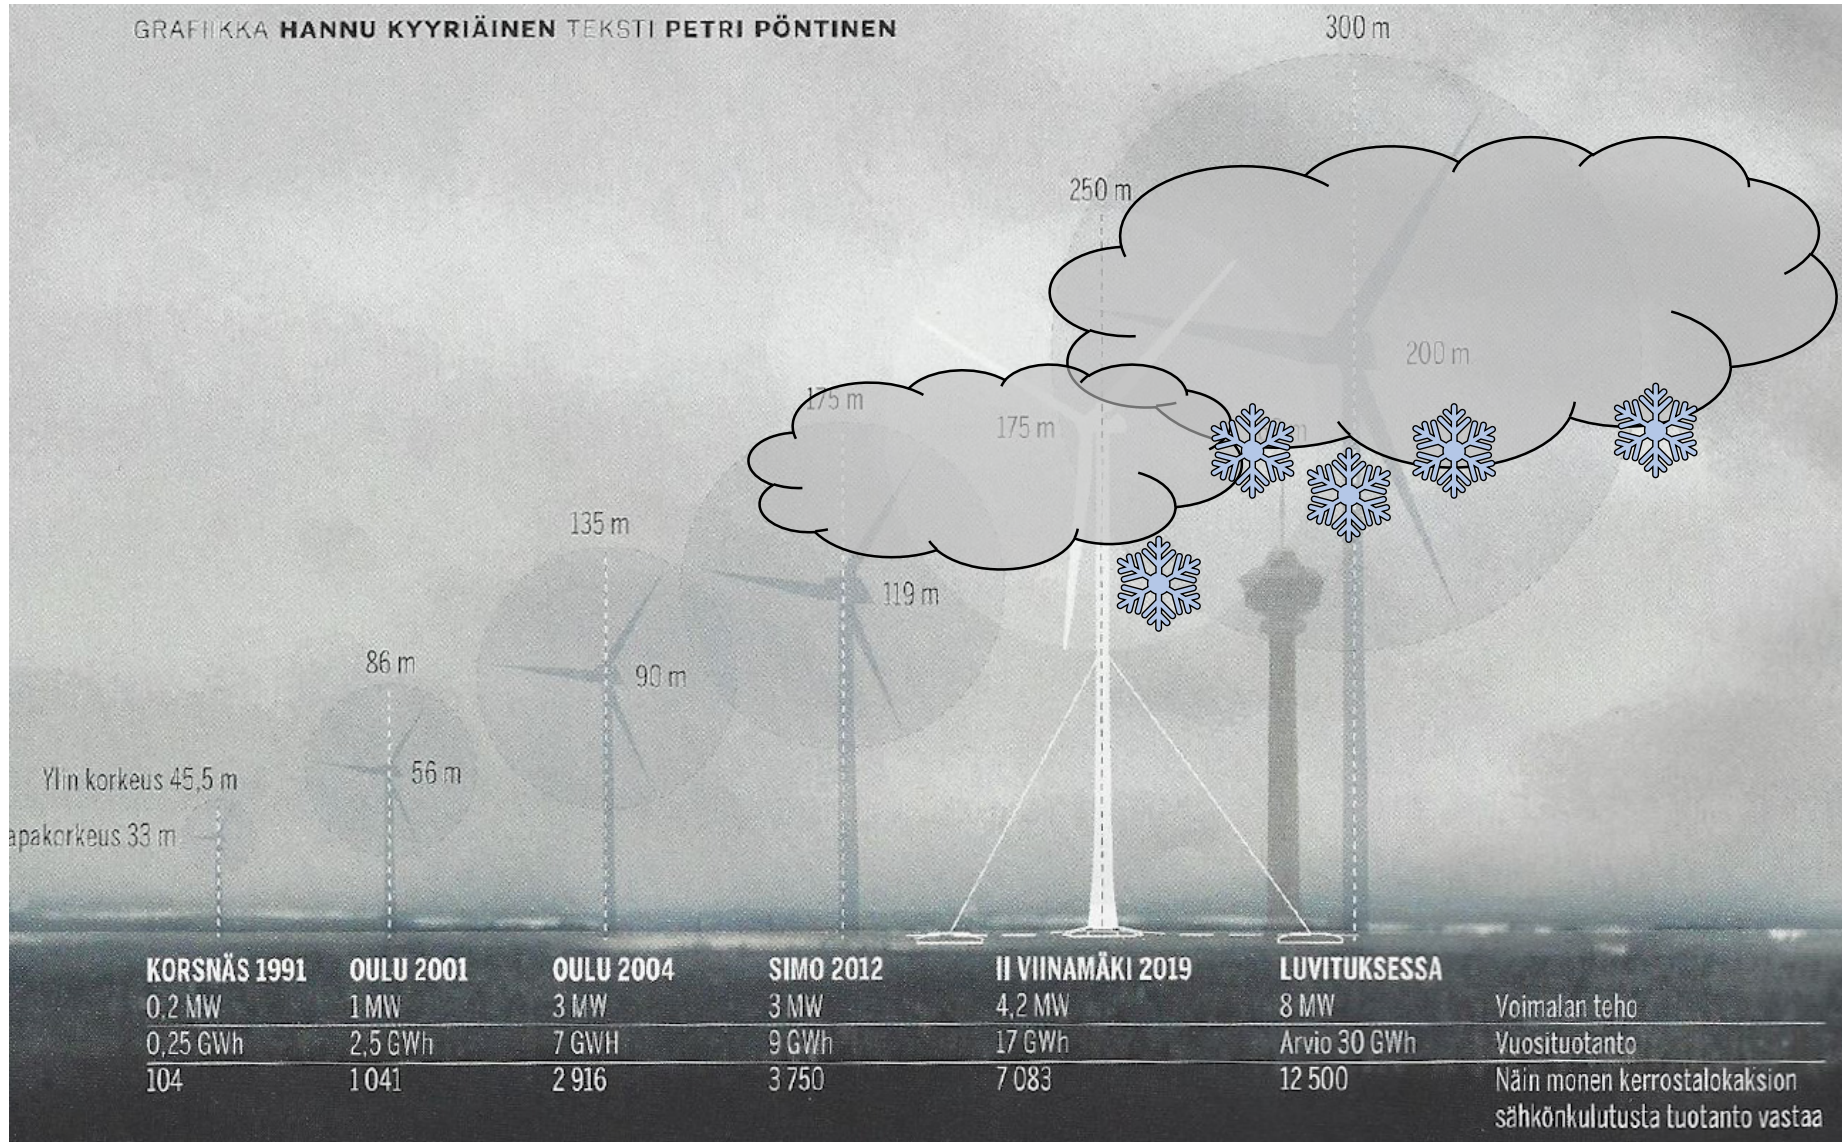 GRAFIIKKA HANNU KYYRIÄINEN TEKSTI PETRI PÖNTINEN
300 m
250 m
200 m
175 m
175 m
135 m
119 m
86 m
90 m
Ylin korkeus 45,5 m
56 m
apakorkeus 33 m
KORSNÄS 1991 OULU 2001 OULU 2004 SIMO 2012 II VIINAMÄKI 2019 LUVITUKSESSA
0,2 MW 1 MW 3 MW 3 MW 4,2 MW 8 MW Voimalan teho
0,25 GWh 2,5 GWh 7 GWH 9 GWh 17 GWh Arvio 30 GWh Vuosituotanto
104 1 041 2 916 3 750 7 083 12 500 Näin monen kerrostalokaksion
sähkönkulutusta tuotanto vastaa